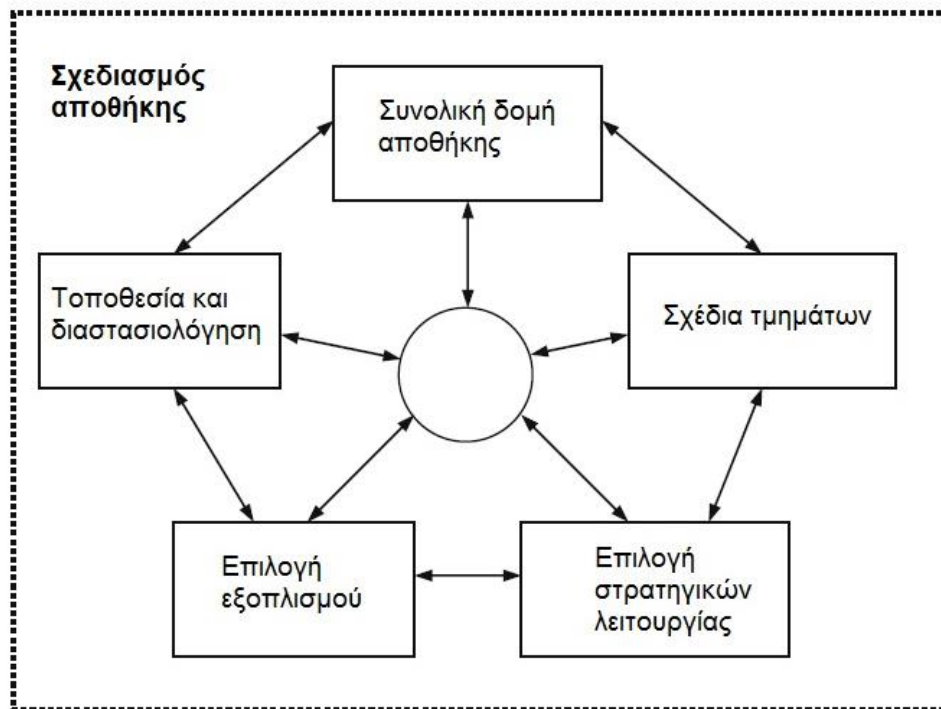 Σχεδιασμός
αποθήκης
Συνολική δομή
αποθήκης
Τοποθεσία και
διαστασιολόγηση
Σχέδια τμημάτων
Επιλογή
εξοπλισμού
Επιλογή
στρατηγικών
λειτουργίας